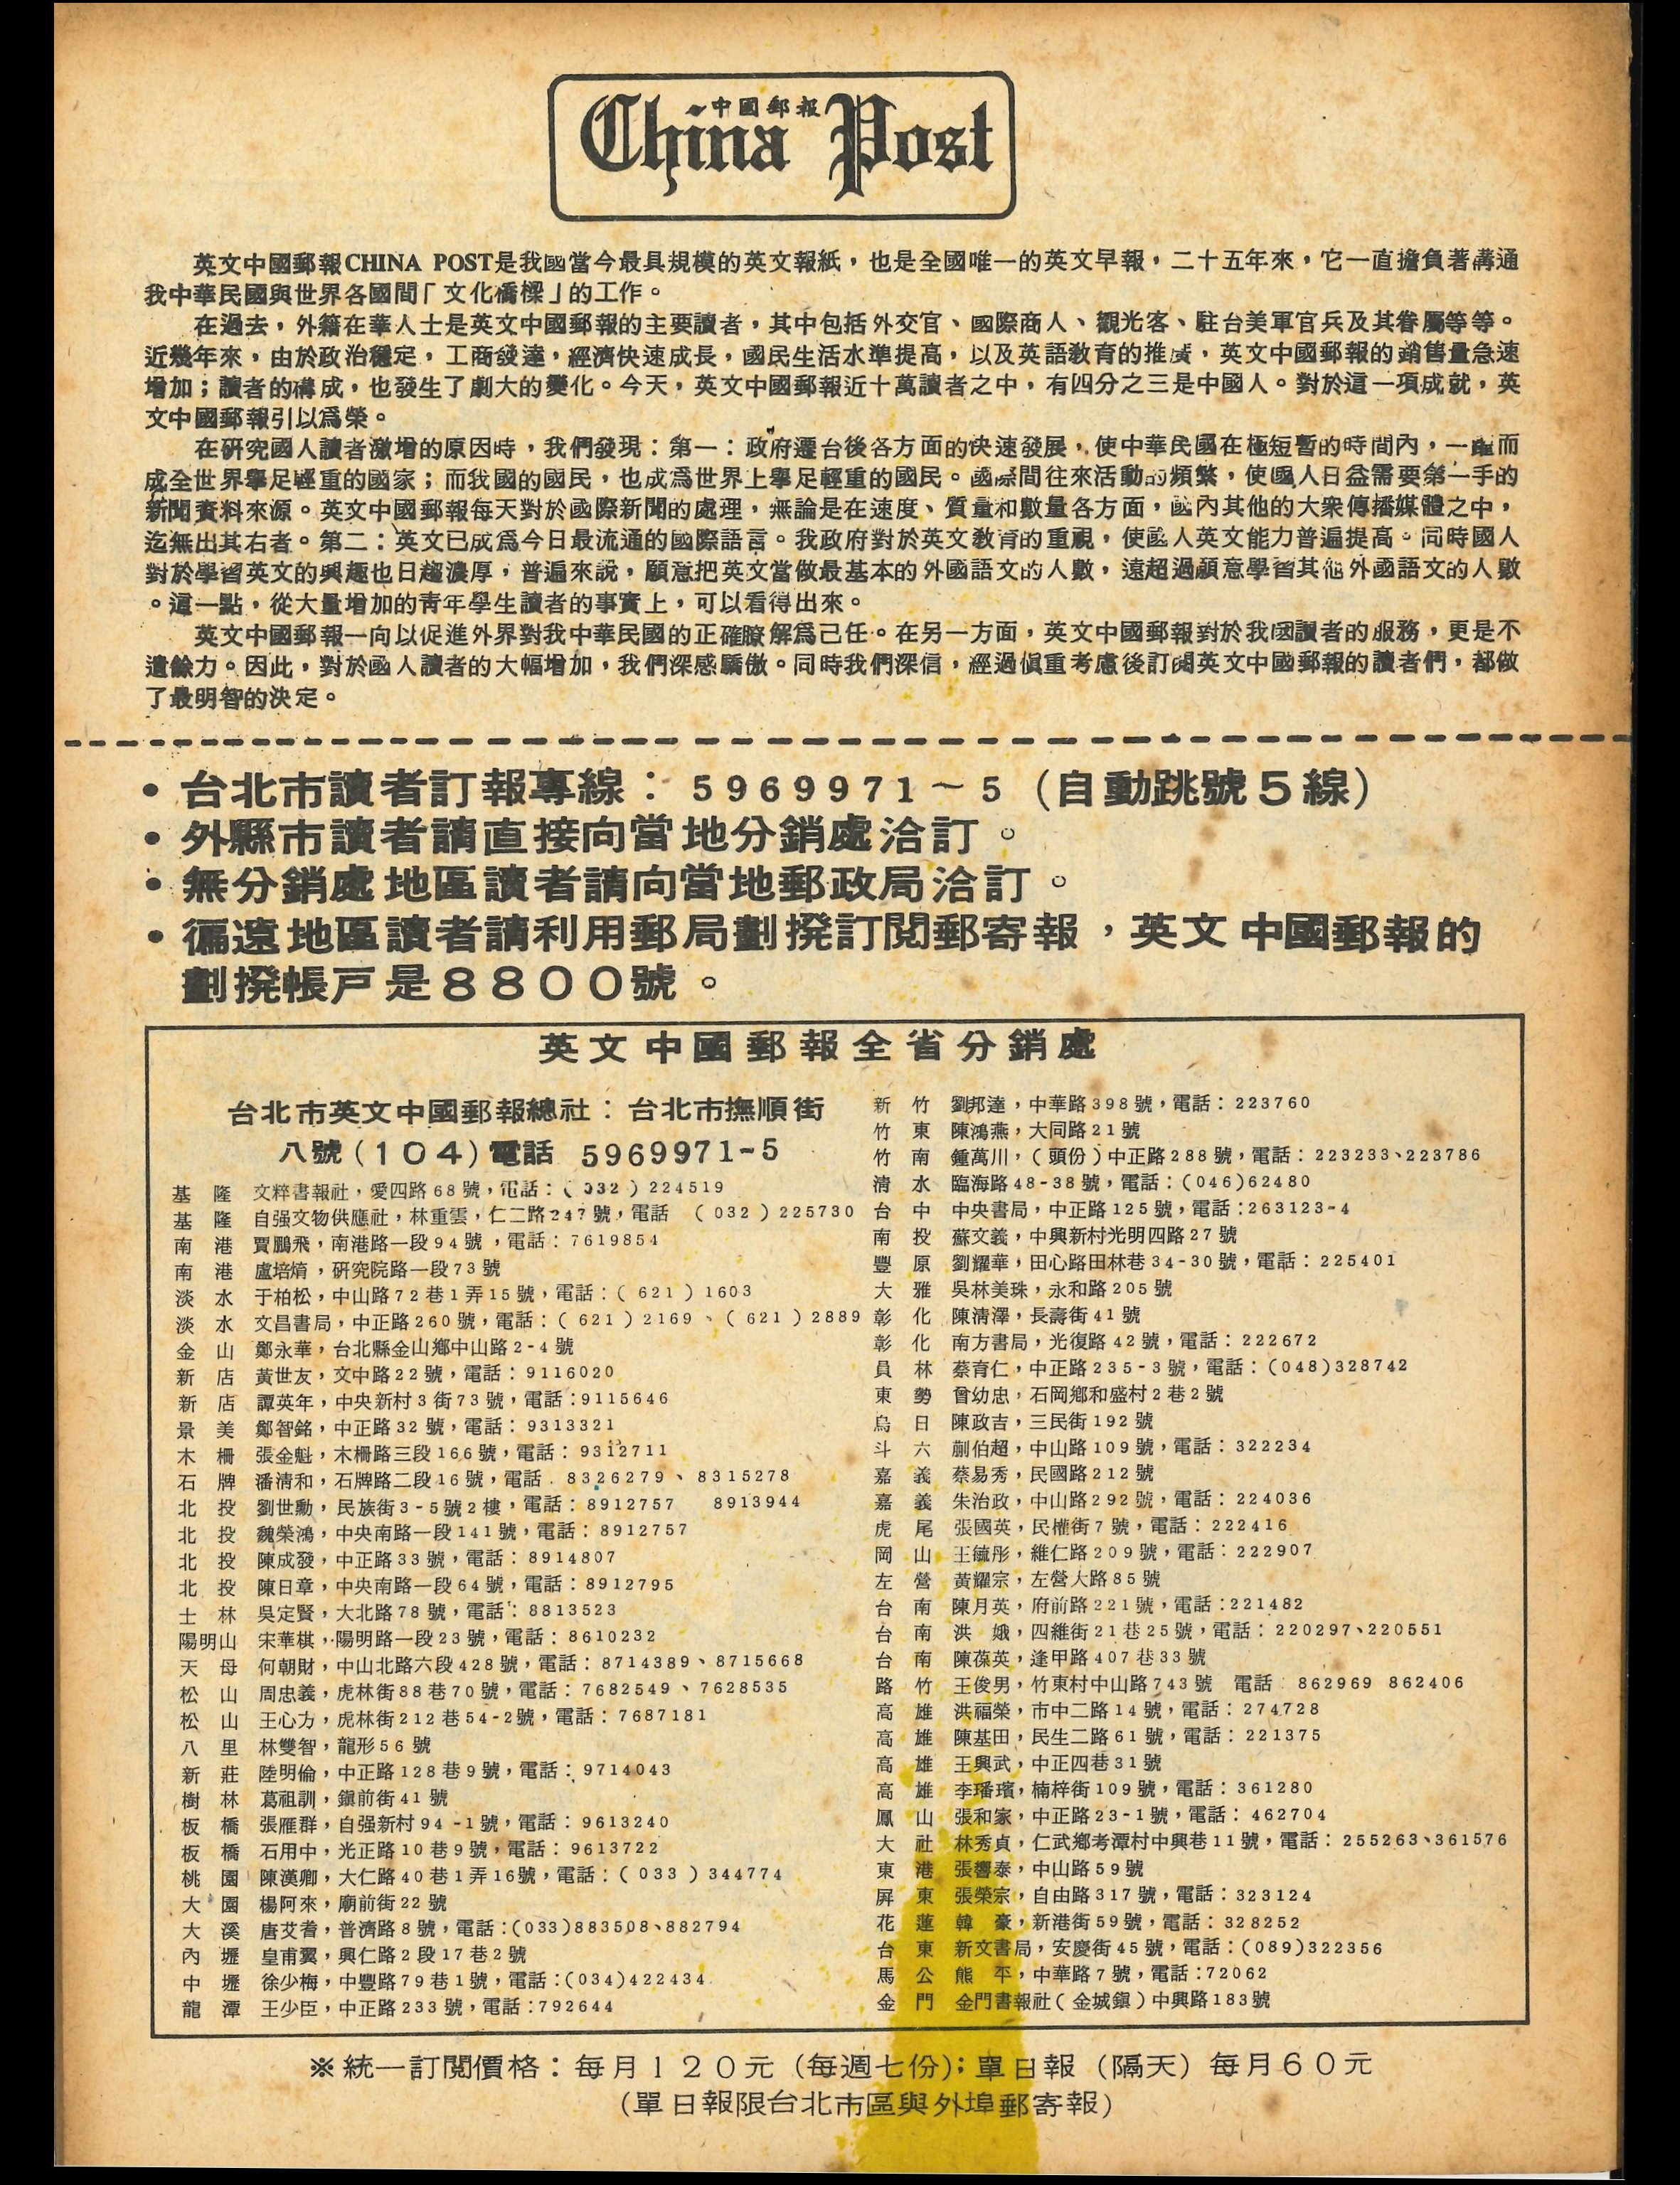 中國郵報
China Post
英文中國郵報CHINA POST是我國當今最具規模的英文報紙，也是全國唯一的英文早報，二十五年來，它一直擔負著溝通
我中華民國與世界各國間「文化橋樑」的工作。
在過去，外籍在華人士是英文中國郵報的主要讀者，其中包括外交官、國際商人、觀光客、駐台美軍官兵及其眷屬等等。
近幾年來，由於政治穩定，工商發達，經濟快速成長，國民生活水準提高，以及英語教育的推廣，英文中國郵報的銷售量急速
增加；讀者的構成，也發生了劇大的變化。今天，英文中國郵報近十萬讀者之中，有四分之三是中國人。對於這一項成就，英
文中國郵報引以爲榮。
在研究國人讀者激增的原因時，我們發現：第一：政府遷台後各方面的快速發展，使中華民國在極短暫的時間內，一躍而
成全世界舉足輕重的國家；而我國的國民，也成爲世界上舉足輕重的國民。國際間往來活動的頻繁，使國人日益需要第一手的
新聞資料來源。英文中國郵報每天對於國際新聞的處理，無論是在速度、質量和數量各方面，國內其他的大衆傳播媒體之中，
迄無出其右者。第二：英文已成爲今日最流通的國際語言。我政府對於英文教育的重視，使國人英文能力普遍提高。同時國人
對於學習英文的興趣也日趨濃厚，普遍來說，願意把英文當做最基本的外國語文的人數，遠超過願意學習其他外國語文的人數
。這一點，從大量增加的青年學生讀者的事實上，可以看得出來。
英文中國郵報一向以促進外界對我中華民國的正確瞭解爲己任。在另一方面，英文中國郵報對於我國讀者的服務，更是不
遺餘力。因此，對於國人讀者的大幅增加，我們深感驕傲。同時我們深信，經過愼重考慮後訂閱英文中國郵報的讀者們，都做
了最明智的決定。
• 台北市讀者訂報專線：5969971～5（自動跳號5線）
• 外縣市讀者請直接向當地分銷處洽訂。
• 無分銷處地區讀者請向當地郵政局洽訂。
• 偏遠地區讀者請利用郵局劃撥訂閱郵寄報，英文中國郵報的
劃撥帳戶是8800號。
英文中國郵報全省分銷處
台北市英文中國郵報總社：台北市撫順街
八號(104)電話 5969971-5
基 隆 文粹書報社，愛四路68號，電話：（032）224519
基 隆 自强文物供應社，林重雲，仁二路247號，電話 （032）225730
南 港 賈鵬飛，南港路一段94號，電話：7619854
南 港 盧培焴，研究院路一段73號
淡 水 于柏松，中山路72巷1弄15號，電話：（621）1603
淡 水 文昌書局，中正路260號，電話：（621）2169、（621）2889
金 山 鄭永華，台北縣金山鄉中山路2-4號
新 店 黃世友，文中路22號，電話：9116020
新 店 譚英年，中央新村3街73號，電話：9115646
景 美 鄭智銘，中正路32號，電話：9313321
木 柵 張金魁，木柵路三段166號，電話：9312711
石 牌 潘清和，石牌路二段16號，電話．8326279、8315278
北 投 劉世勳，民族街3-5號2樓，電話：8912757 8913944
北 投 魏榮鴻，中央南路一段141號，電話：8912757
北 投 陳成發，中正路33號，電話：8914807
北 投 陳日章，中央南路一段64號，電話：8912795
士 林 吳定賢，大北路78號，電話：8813523
陽明山 宋華棋，陽明路一段23號，電話：8610232
天 母 何朝財，中山北路六段428號，電話：8714389、8715668
松 山 周忠義，虎林街88巷70號，電話：7682549、7628535
松 山 王心方，虎林街212巷54-2號，電話：7687181
八 里 林雙智，龍形56號
新 莊 陸明倫，中正路128巷9號，電話：9714043
樹 林 葛祖訓，鎮前街41號
板 橋 張雁群，自强新村94-1號，電話：9613240
板 橋 石用中，光正路10巷9號，電話：9613722
桃 園 陳漢卿，大仁路40巷1弄16號，電話：（033）344774
大 園 楊阿來，廟前街22號
大 溪 唐艾耆，普濟路8號，電話：(033)883508、882794
內 壢 皇甫翼，興仁路2段17巷2號
中 壢 徐少梅，中豐路79巷1號，電話：(034)422434
龍 潭 王少臣，中正路233號，電話：792644
新 竹 劉邦達，中華路398號，電話：223760
竹 東 陳鴻燕，大同路21號
竹 南 鍾萬川，（頭份）中正路288號，電話：223233、223786
清 水 臨海路48-38號，電話：(046)62480
台 中 中央書局，中正路125號，電話：263123-4
南 投 蘇文義，中興新村光明四路27號
豐 原 劉耀華，田心路田林巷34-30號，電話：225401
大 雅 吳林美珠，永和路205號
彰 化 陳清澤，長壽街41號
彰 化 南方書局，光復路42號，電話：222672
員 林 蔡育仁，中正路235-3號，電話：(048)328742
東 勢 曾幼忠，石岡鄉和盛村2巷2號
烏 日 陳政吉，三民街192號
斗 六 蒯伯超，中山路109號，電話：322234
嘉 義 蔡易秀，民國路212號
嘉 義 朱治政，中山路292號，電話：224036
虎 尾 張國英，民權街7號，電話：222416
岡 山 王毓彤，維仁路209號，電話：222907
左 營 黃耀宗，左營大路85號
台 南 陳月英，府前路221號，電話：221482
台 南 洪 娥，四維街21巷25號，電話：220297、220551
台 南 陳葆英，逢甲路407巷33號
路 竹 王俊男，竹東村中山路743號 電話 862969 862406
高 雄 洪福榮，市中二路14號，電話：274728
高 雄 陳基田，民生二路61號，電話：221375
高 雄 王興武，中正四巷31號
高 雄 李璠璸，楠梓街109號，電話：361280
鳳 山 張和家，中正路23-1號，電話：462704
大 社 林秀貞，仁武鄉考潭村中興巷11號，電話：255263、361576
東 港 張響泰，中山路59號
屏 東 張榮宗，自由路317號，電話：323124
花 蓮 韓 豪，新港街59號，電話：328252
台 東 新文書局，安慶街45號，電話：(089)322356
馬 公 熊 平，中華路7號，電話：72062
金 門 金門書報社（金城鎮）中興路183號
※統一訂閱價格：每月１２０元（每週七份）；單日報（隔天）每月６０元
（單日報限台北市區與外埠郵寄報）